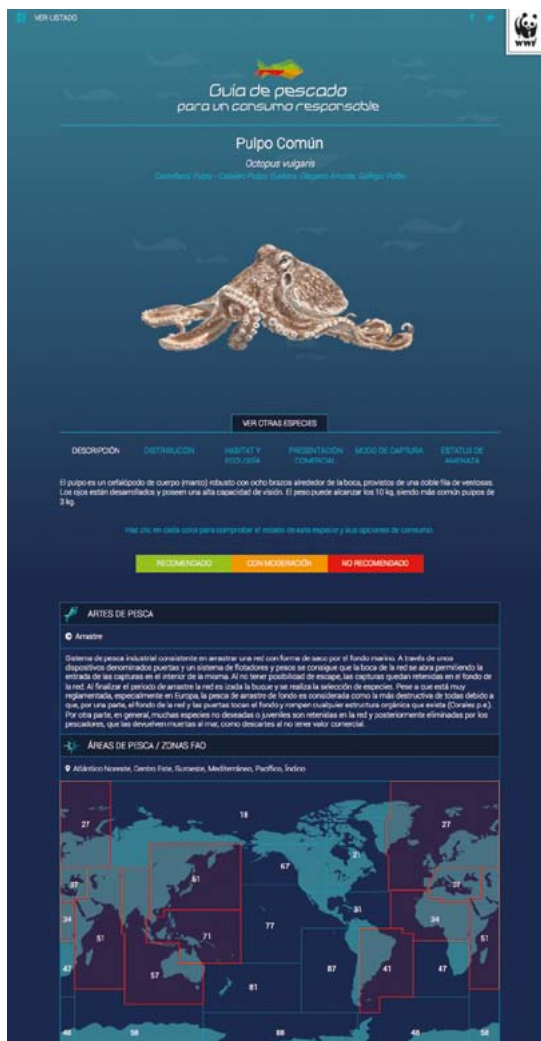 VER LISTADO
WWF
Guía de pescado
para un consumo responsable
Pulpo Común
Octopus vulgaris
VER OTRAS ESPECIES
DESCRIPCIÓN DISTRIBUCIÓN HÁBITAT Y ECOLOGÍA PRESENTACIÓN COMERCIAL MODO DE CAPTURA ESTATUS DE AMENAZA
El pulpo es un cefalópodo de cuerpo (manto) robusto con ocho brazos alrededor de la boca, provistos de una doble fila de ventosas.
Los ojos están desarrollados y poseen una alta capacidad de visión. El peso puede alcanzar los 10 kg, siendo más común pulpos de
3 kg.
Haz clic en cada color para comprobar el estado de esta especie y sus opciones de consumo.
RECOMENDADO CON MODERACIÓN NO RECOMENDADO
ARTES DE PESCA
Arrastre
Sistema de pesca industrial consistente en arrastrar una red con forma de saco por el fondo marino. A través de unos
dispositivos denominados puertas y un sistema de flotadores y pesos se consigue que la boca de la red se abra permitiendo la
entrada de las capturas en el interior de la misma. Al no tener posibilidad de escape, las capturas quedan retenidas en el fondo de
la red. Al finalizar el periodo de arrastre la red es izada la buque y se realiza la selección de especies. Pese a que está muy
reglamentada, especialmente en Europa, la pesca de arrastre de fondo es considerada como la más destructiva de todas debido a
que, por una parte, el fondo de la red y las puertas tocan el fondo y rompen cualquier estructura orgánica que exista (Corales p.e.).
Por otra parte, en general, muchas especies no deseadas o juveniles son retenidas en la red y posteriormente eliminadas por los
pescadores, que las devuelven muertas al mar, como descartes al no tener valor comercial.
ÁREAS DE PESCA / ZONAS FAO
Atlántico Noreste, Centro Este, Suroeste, Mediterráneo, Pacífico, Índico
18
27 27
21
67
61
37 37
31
34 34
77
71
51 51
57
87 41 47
47
81
48 58 88 48 58